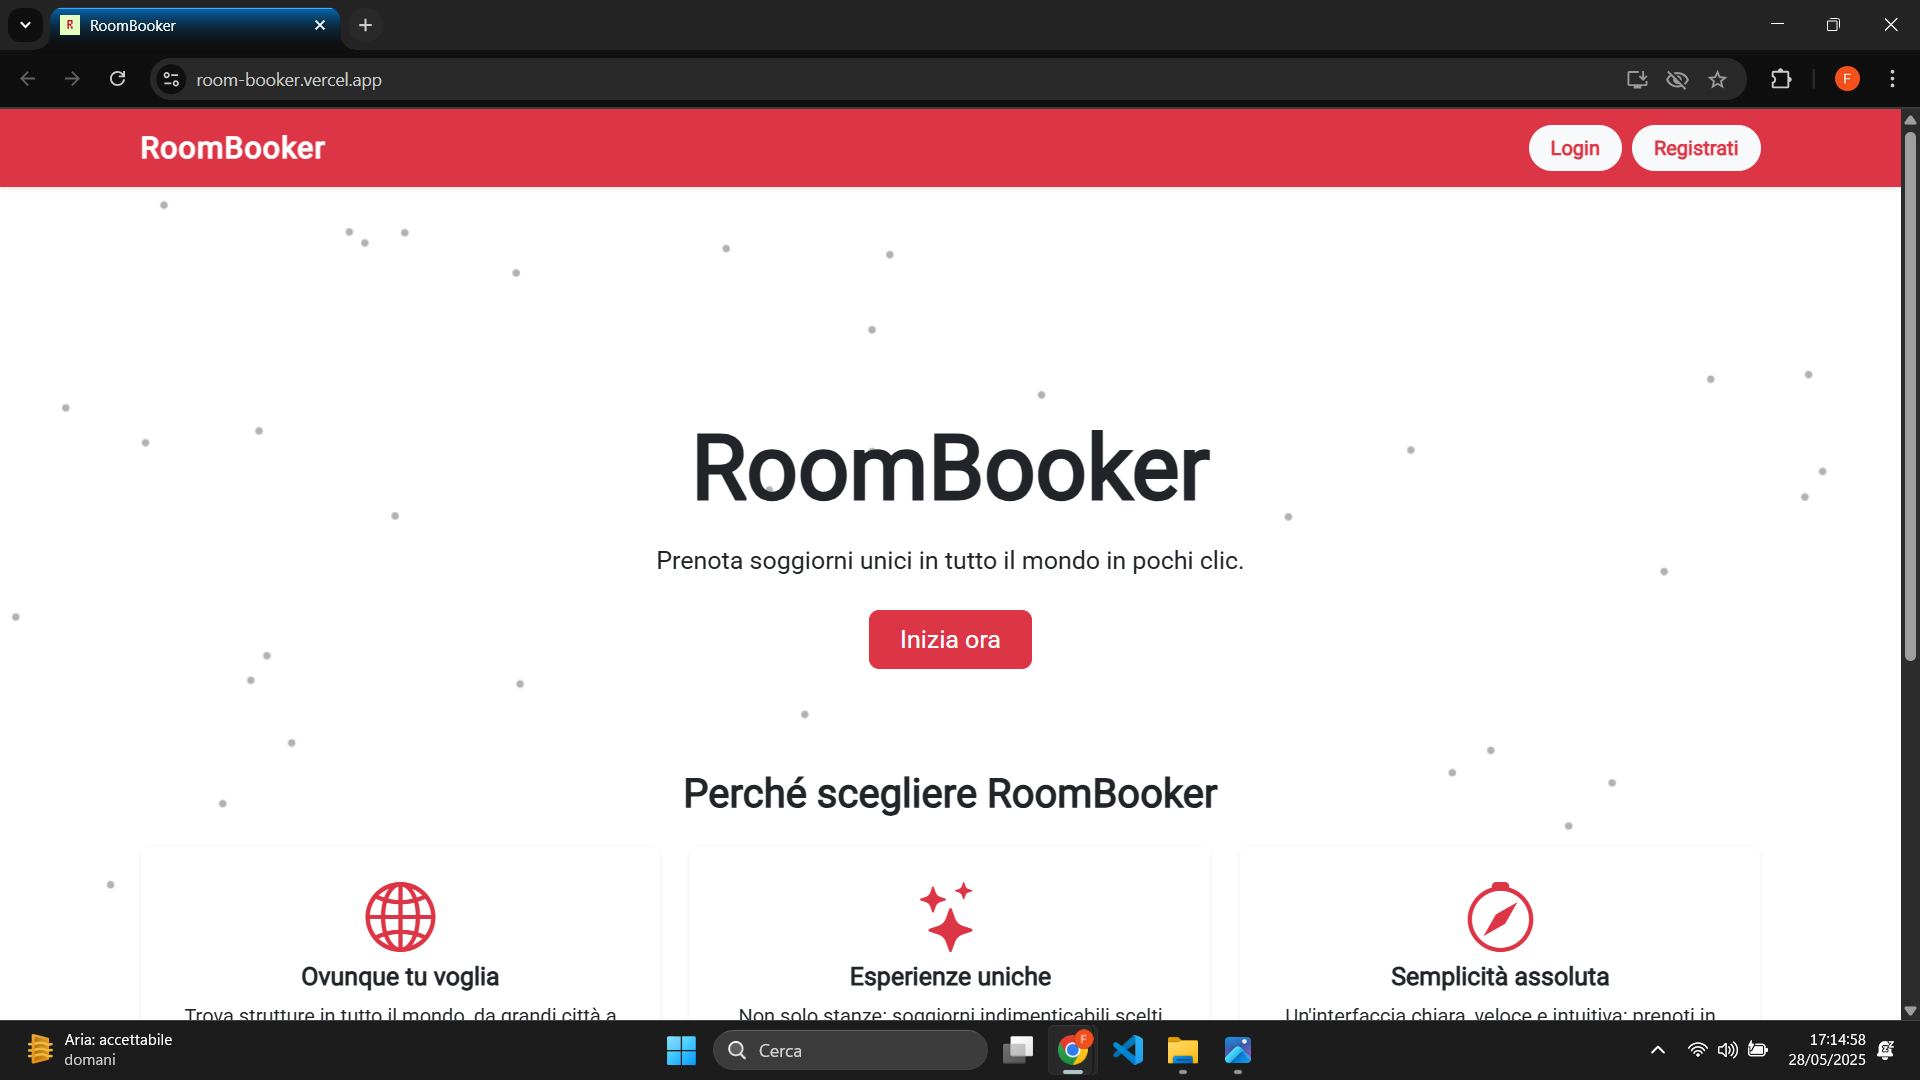 R RoomBooker
room-booker.vercel.app
F
RoomBooker
Login
Registrati
RoomBooker
Prenota soggiorni unici in tutto il mondo in pochi clic.
Inizia ora
Perché scegliere RoomBooker
Ovunque tu voglia
Trova strutture in tutto il mondo, da grandi città a
Esperienze uniche
Non solo stanze: soggiorni indimenticabili scelti
Semplicità assoluta
Un'interfaccia chiara, veloce e intuitiva: prenoti in
Aria: accettabile
domani
Cerca
F
17:14:58
28/05/2025